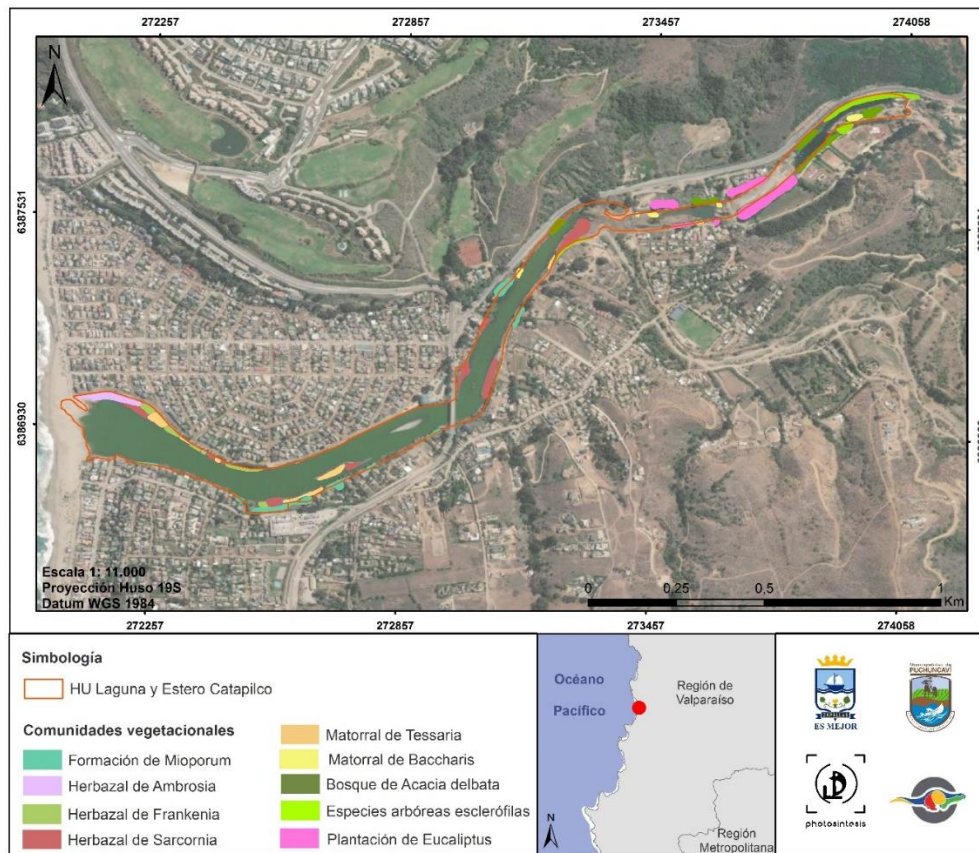 272257 272857 273457 274058
N
6387531
6386930
Escala 1: 11.000
Proyección Huso 19S
Datum WGS 1984
0 0,25 0,5 1
Km
272257 272857 273457 274058
Simbología
HU Laguna y Estero Catapilco
Comunidades vegetacionales
Formación de Mioporum
Herbazal de Ambrosia
Herbazal de Frankenia
Herbazal de Sarcornia
Matorral de Tessaria
Matorral de Baccharis
Bosque de Acacia delbata
Especies arbóreas esclerófilas
Plantación de Eucaliptus
Océano
Pacífico
Región de
Valparaíso
Región
Metropolitana
N
ES MEJOR
PUCHUNCAVÍ
photosintesis